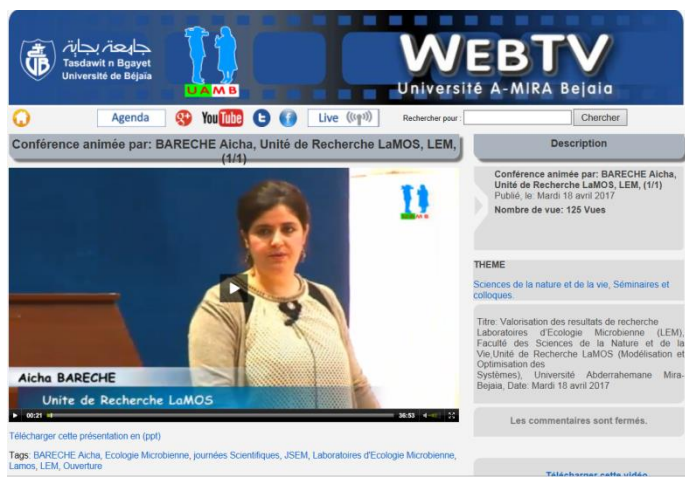 جامعة بجاية
Tasdawit n Bgayet
Université de Béjaïa
UAMB
WEBTV
Université A-MIRA Bejaia
Agenda
g+
You Tube
t
f
Live
Rechercher pour :
Chercher
Conférence animée par: BARECHE Aicha, Unité de Recherche LaMOS, LEM,
(1/1)
UAMB
Aicha BARECHE
Unite de Recherche LaMOS
00:21
36:53
Télécharger cette présentation en (ppt)
Tags: BARECHE Aicha, Ecologie Microbienne, journées Scientifiques, JSEM, Laboratoires d'Ecologie Microbienne,
Lamos, LEM, Ouverture
Description
Conférence animée par: BARECHE Aicha,
Unité de Recherche LaMOS, LEM, (1/1)
Publié, le: Mardi 18 avril 2017
Nombre de vue: 125 Vues
THEME
Sciences de la nature et de la vie, Séminaires et
colloques.
Titre: Valorisation des resultats de recherche
Laboratoires d'Ecologie Microbienne (LEM),
Faculté des Sciences de la Nature et de la
Vie,Unité de Recherche LaMOS (Modélisation et
Optimisation des
Systèmes), Université Abderrahemane Mira-
Bejaia, Date: Mardi 18 avril 2017
Les commentaires sont fermés.
Télécharger cette vidéo